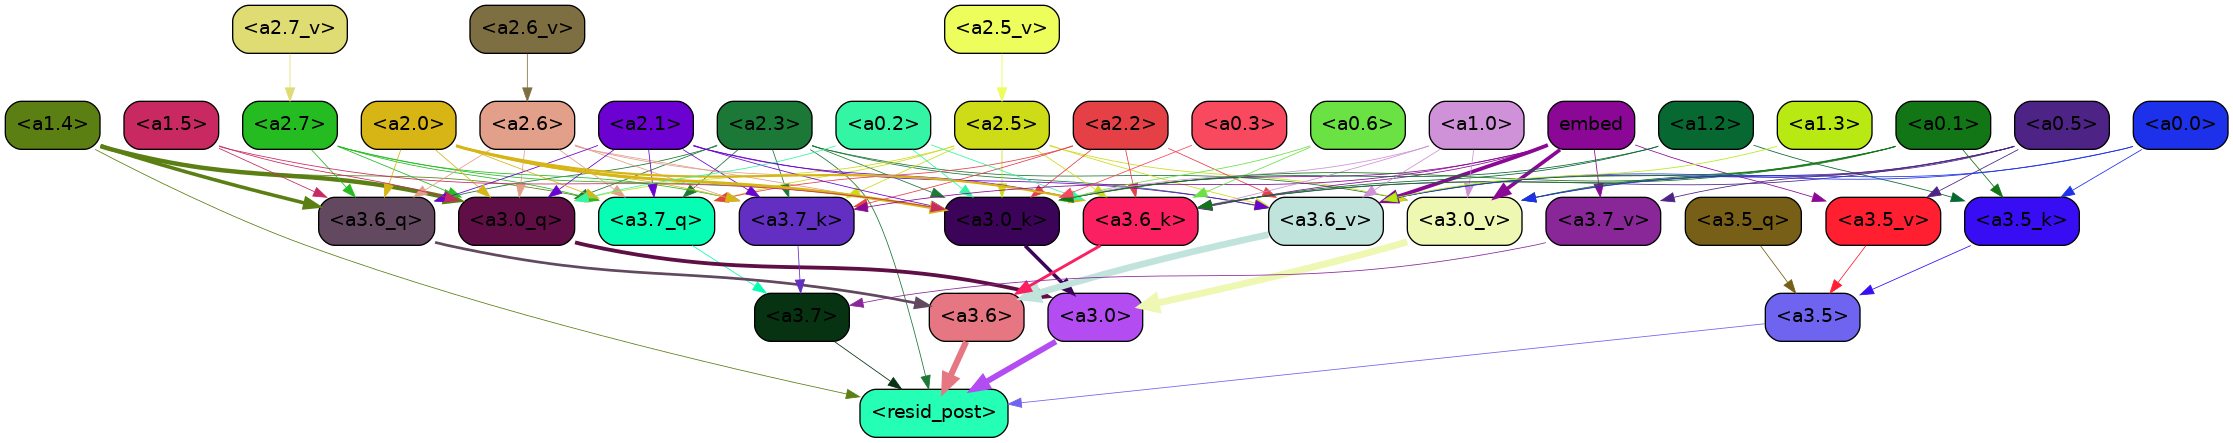 <a2.7_v> <a2.6_v> <a2.5_v>
<a1.4> <a1.5> <a2.7> <a2.0> <a2.6> <a2.1> <a2.3> <a0.2> <a2.5> <a2.2> <a0.3> <a0.6> <a1.0> embed <a1.2> <a1.3> <a0.1> <a0.5> <a0.0>
<a3.6_q> <a3.0_q> <a3.7_q> <a3.7_k> <a3.0_k> <a3.6_k> <a3.6_v> <a3.0_v> <a3.7_v> <a3.5_q> <a3.5_v> <a3.5_k>
<a3.7> <a3.6> <a3.0> <a3.5>
<resid_post>